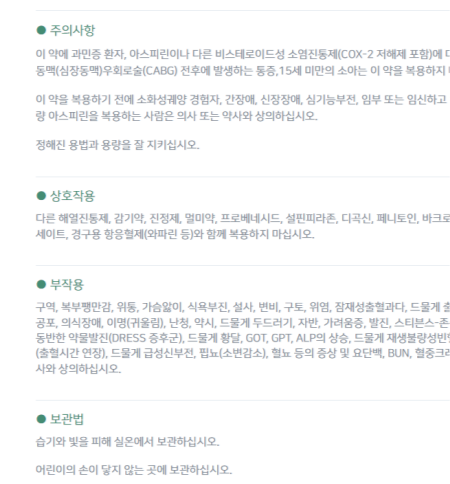 주의사항
이 약에 과민증 환자, 아스피린이나 다른 비스테로이드성 소염진통제(COX-2 저해제 포함)에 대
동맥(심장동맥)우회로술(CABG) 전후에 발생하는 통증,15세 미만의 소아는 이 약을 복용하지
이 약을 복용하기 전에 소화성궤양 경험자, 간장애, 신장장애, 심기능부전, 임부 또는 임신하고
량 아스피린을 복용하는 사람은 의사 또는 약사와 상의하십시오.
정해진 용법과 용량을 잘 지키십시오.
상호작용
다른 해열진통제, 감기약, 진정제, 멀미약, 프로베네시드, 설핀피라존, 디곡신, 페니토인, 바크로
세이트, 경구용 항응혈제(와파린 등)와 함께 복용하지 마십시오.
부작용
구역, 복부팽만감, 위통, 가슴앓이, 식욕부진, 설사, 변비, 구토, 위염, 잠재성출혈과다, 드물게 출
공포, 의식장애, 이명(귀울림), 난청, 약시, 드물게 두드러기, 자반, 가려움증, 발진, 스티븐스-존
동반한 약물발진(DRESS 증후군), 드물게 황달, GOT, GPT, ALP의 상승, 드물게 재생불량성빈혈
(출혈시간 연장), 드물게 급성신부전, 핍뇨(소변감소), 혈뇨 등의 증상 및 요단백, BUN, 혈중크레
사와 상의하십시오.
보관법
습기와 빛을 피해 실온에서 보관하십시오.
어린이의 손이 닿지 않는 곳에 보관하십시오.